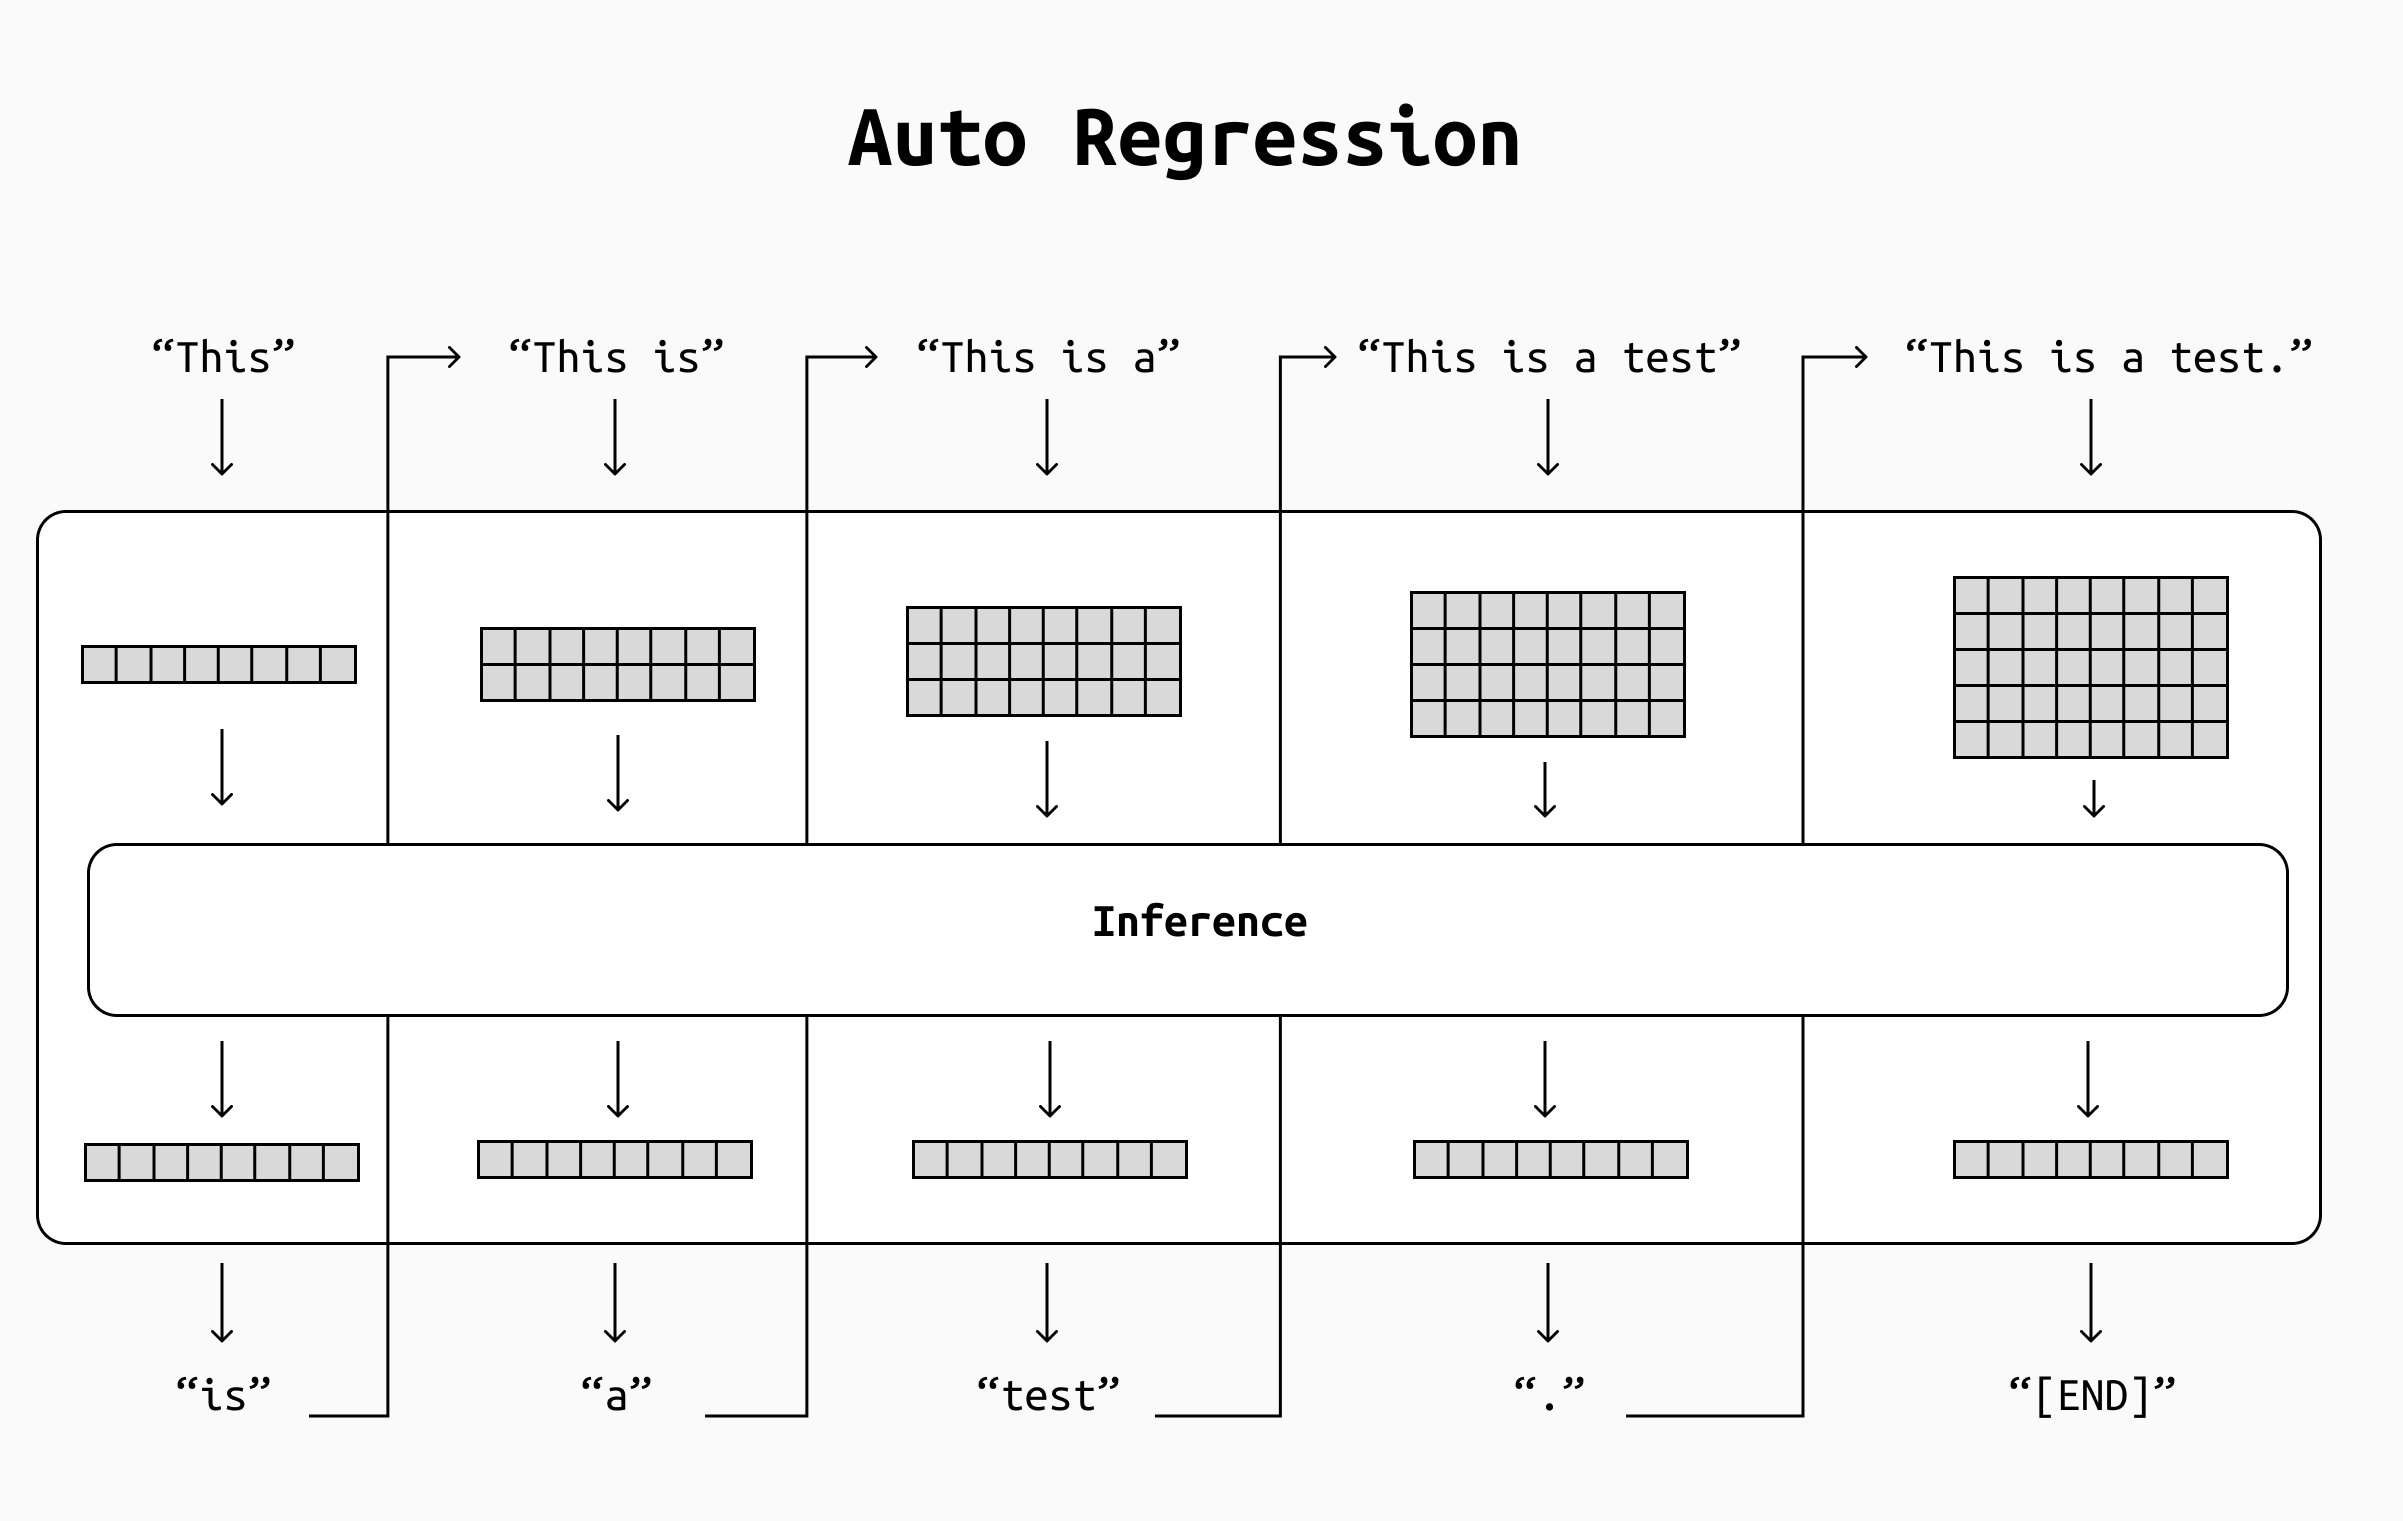 Auto Regression
“This” “This is” “This is a” “This is a test” “This is a test.”
Inference
“is” “a” “test” “.” “[END]”